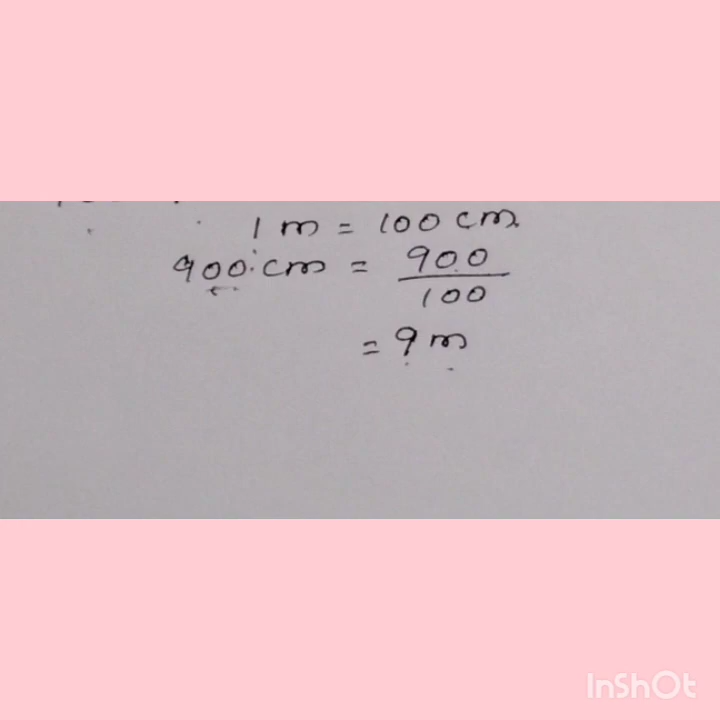 1 m = 100 cm.
900 cm = 900/100
= 9 m
InShOt